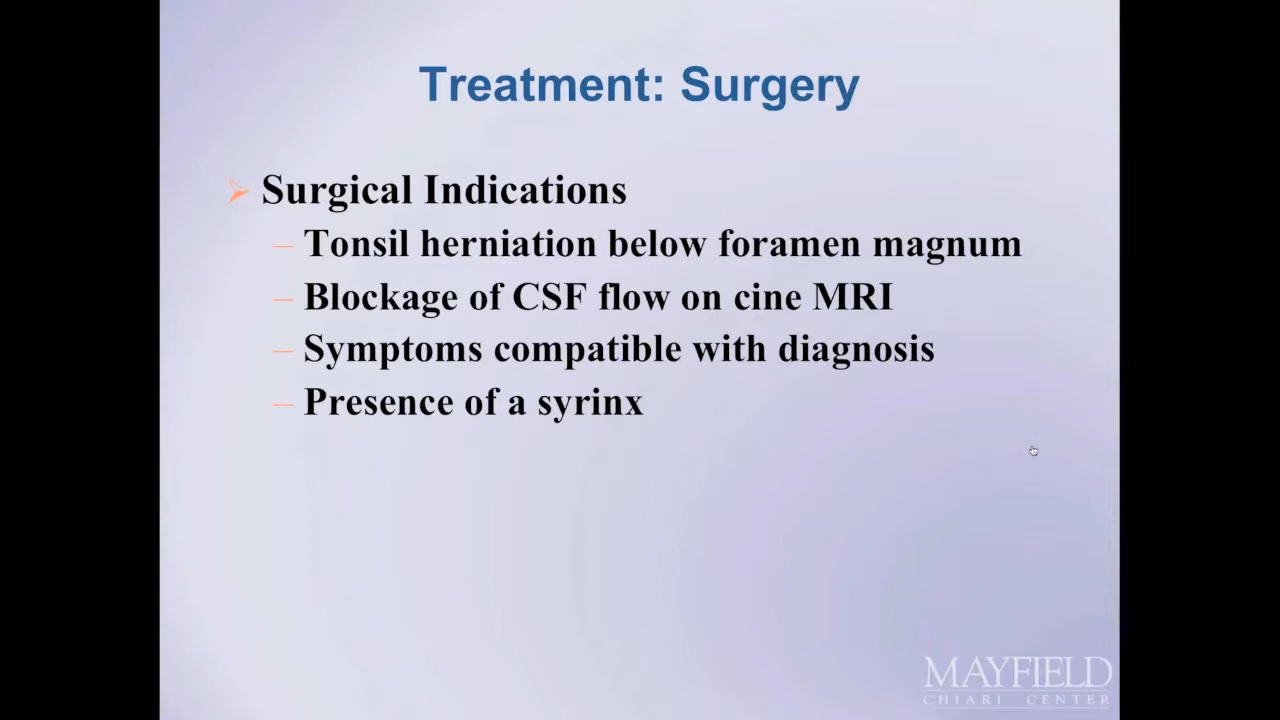 Treatment: Surgery
Surgical Indications
– Tonsil herniation below foramen magnum
– Blockage of CSF flow on cine MRI
– Symptoms compatible with diagnosis
– Presence of a syrinx
MAYFIELD
CHIARI CENTER